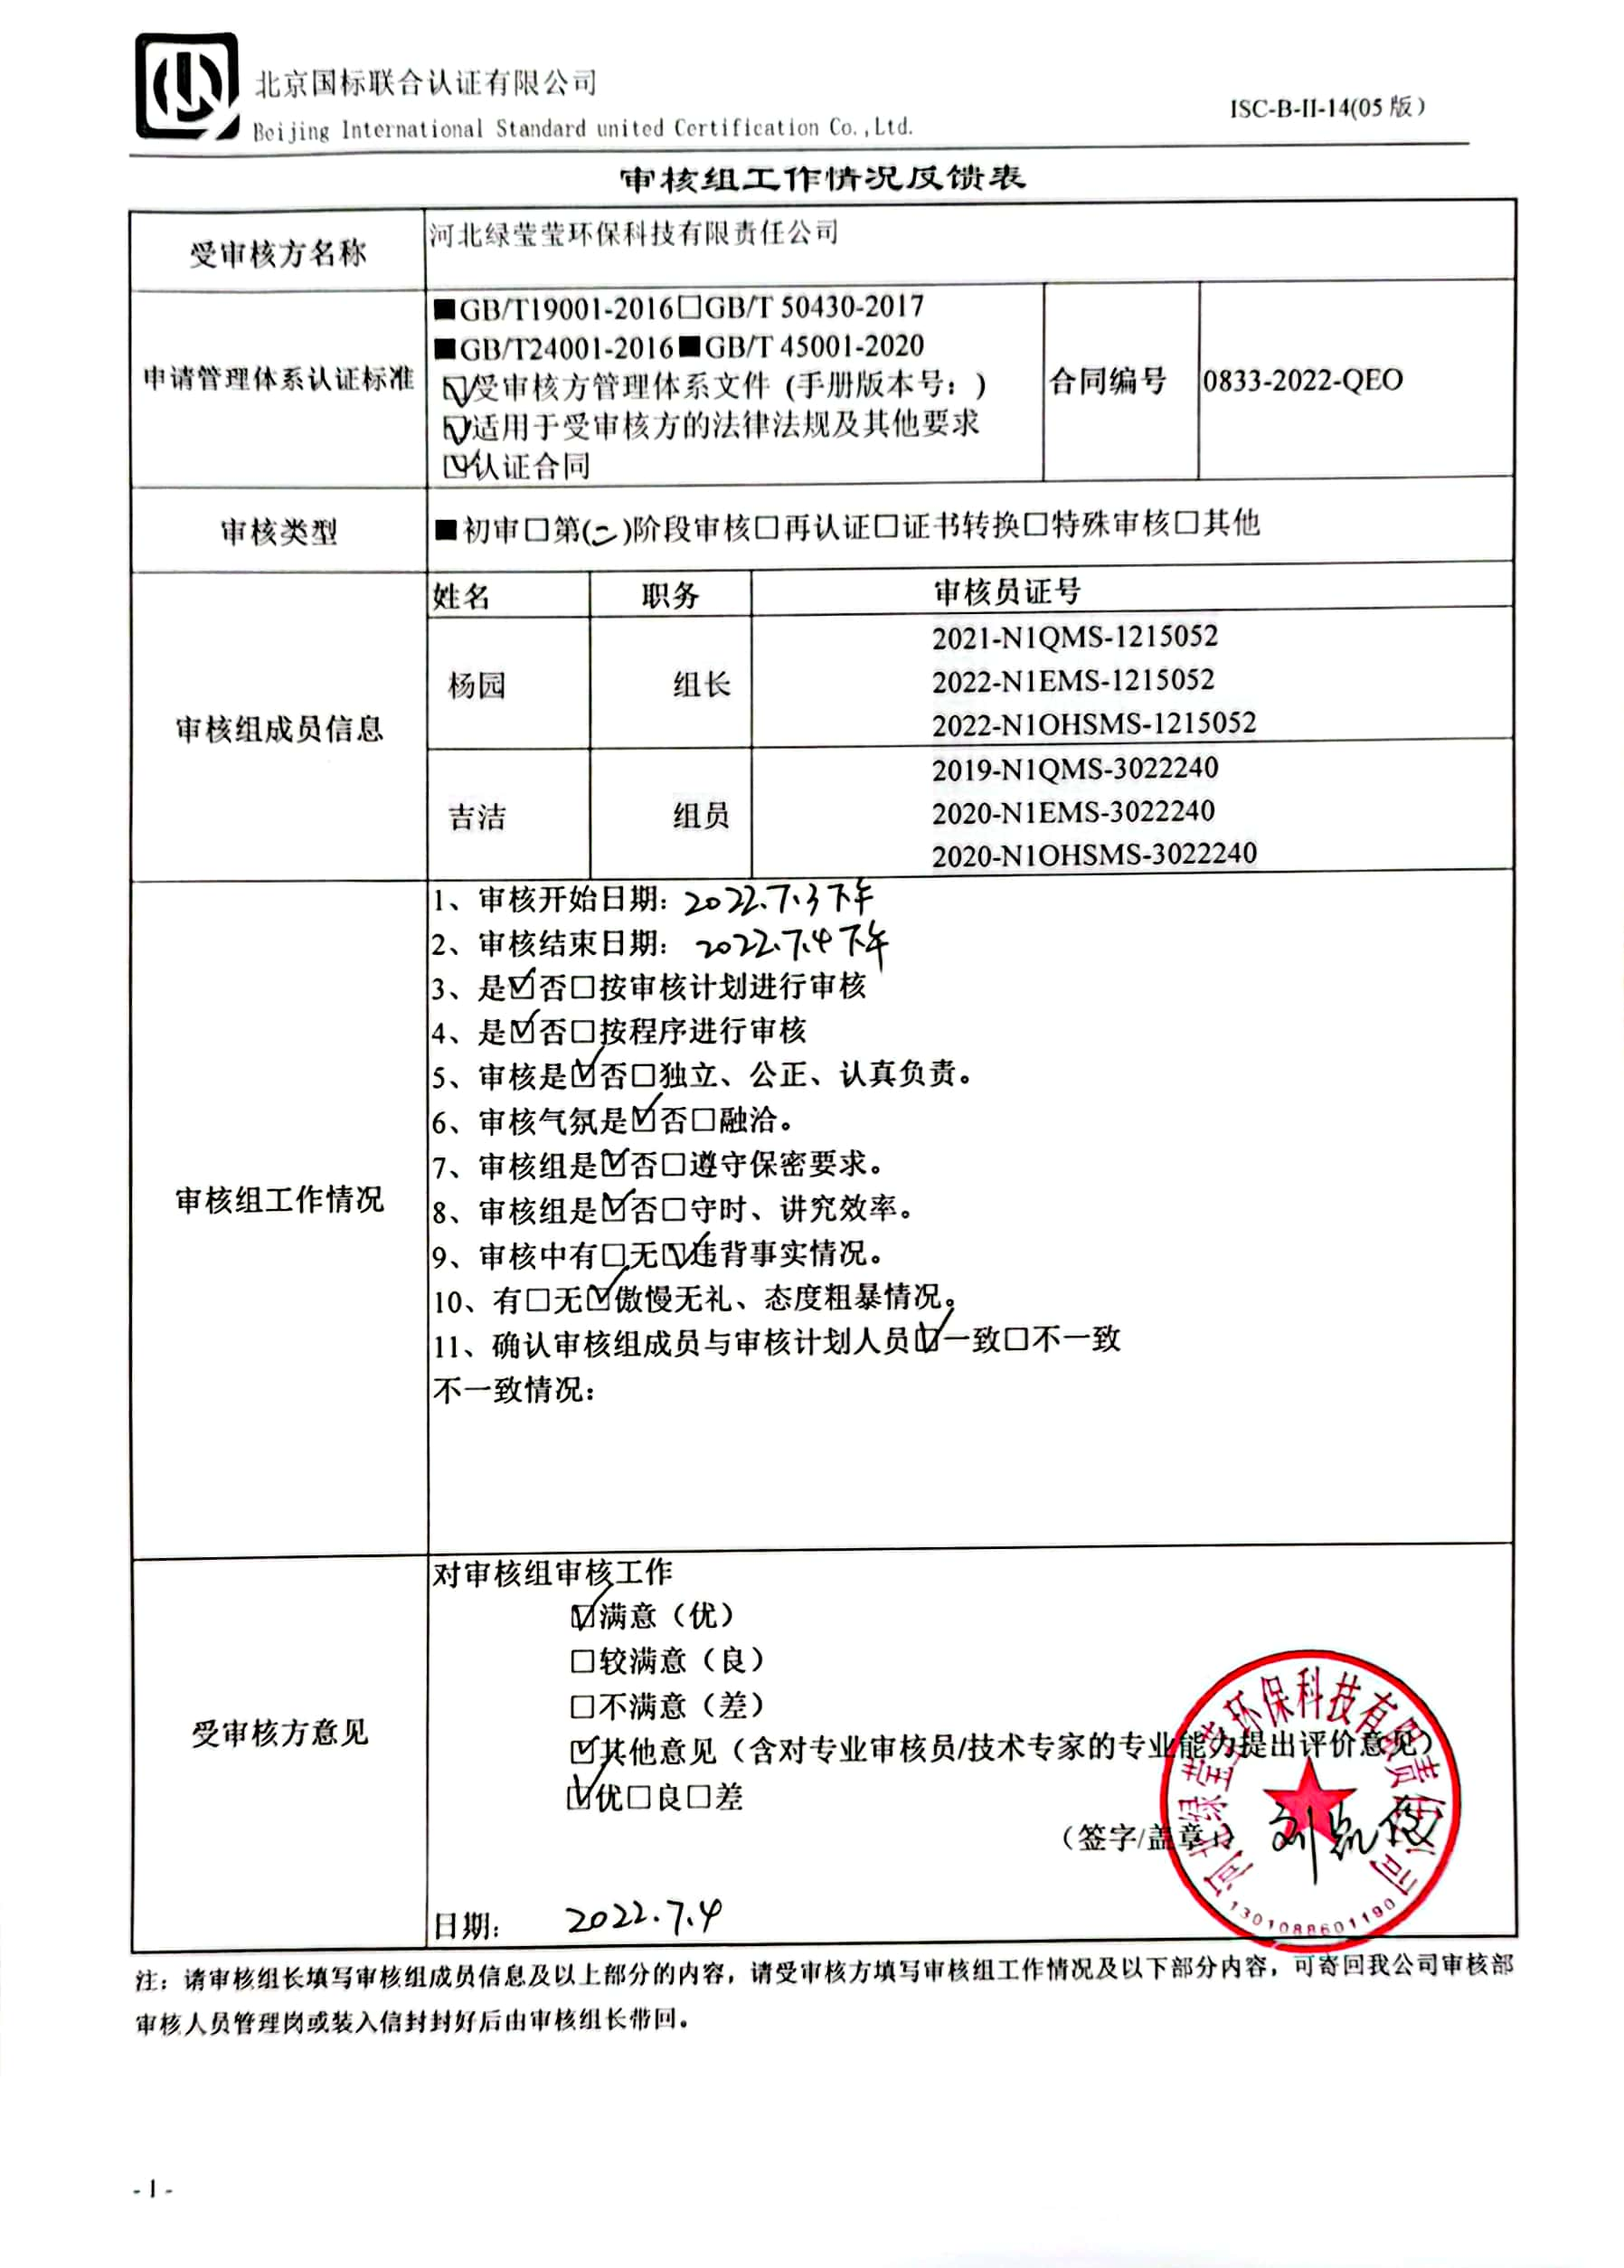 北京国标联合认证有限公司
Beijing International Standard united Certification Co.,Ltd.
ISC-B-II-14(05 版)
审核组工作情况反馈表
受审核方名称
河北绿莹莹环保科技有限责任公司
申请管理体系认证标准
■GB/T19001-2016□GB/T 50430-2017
■GB/T24001-2016■GB/T 45001-2020
☑受审核方管理体系文件（手册版本号：）
☑适用于受审核方的法律法规及其他要求
☑认证合同
合同编号
0833-2022-QEO
审核类型
■初审□第(二)阶段审核□再认证□证书转换□特殊审核□其他
审核组成员信息
姓名 职务 审核员证号
杨园 组长
2021-N1QMS-1215052
2022-N1EMS-1215052
2022-N1OHSMS-1215052
吉洁 组员
2019-N1QMS-3022240
2020-N1EMS-3022240
2020-N1OHSMS-3022240
审核组工作情况
1、审核开始日期：2022.7.3下午
2、审核结束日期：2022.7.4下午
3、是☑否□按审核计划进行审核
4、是☑否□按程序进行审核
5、审核是☑否□独立、公正、认真负责。
6、审核气氛是☑否□融洽。
7、审核组是☑否□遵守保密要求。
8、审核组是☑否□守时、讲究效率。
9、审核中有□无☑违背事实情况。
10、有□无☑傲慢无礼、态度粗暴情况。
11、确认审核组成员与审核计划人员☑一致□不一致
不一致情况：
受审核方意见
对审核组审核工作
☑满意（优）
□较满意（良）
□不满意（差）
☑其他意见（含对专业审核员/技术专家的专业能力提出评价意见）
☑优□良□差
（签字/盖章）
河北绿莹莹环保科技有限责任公司
1301088601190
日期： 2022.7.4
注：请审核组长填写审核组成员信息及以上部分的内容，请受审核方填写审核组工作情况及以下部分内容，可寄回我公司审核部
审核人员管理岗或装入信封封好后由审核组长带回。
- 1 -